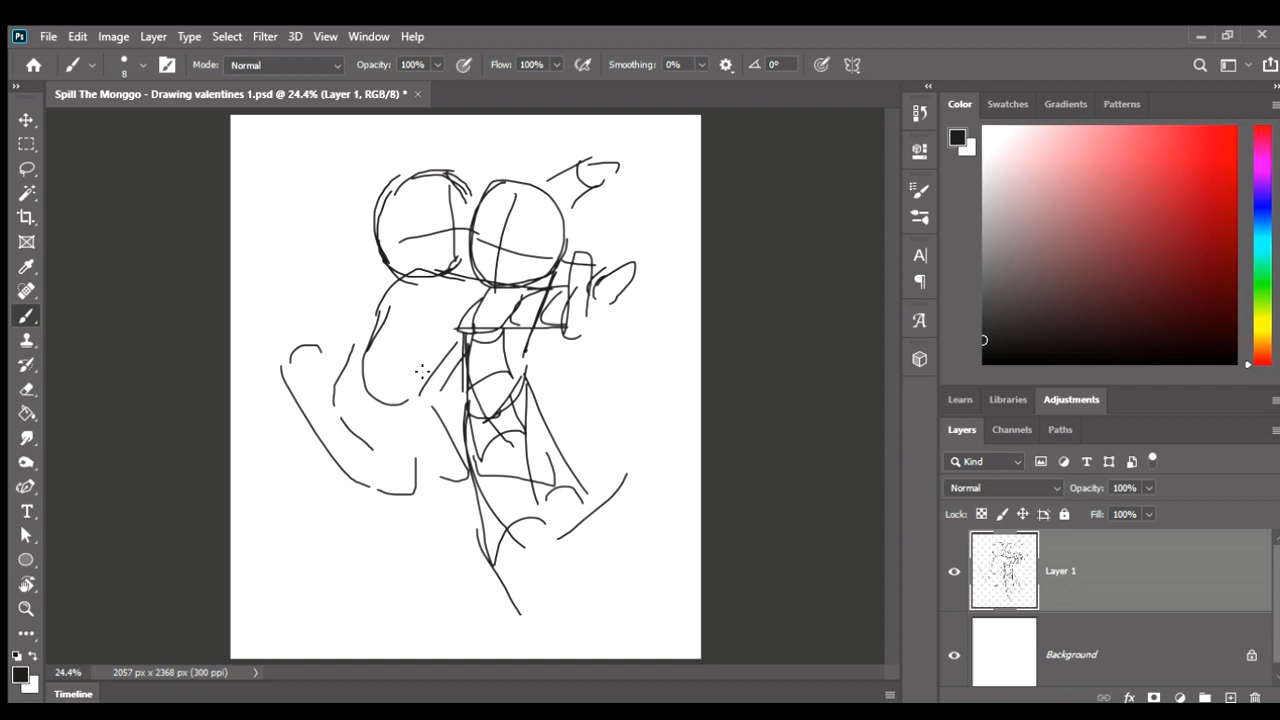 Ps File Edit Image Layer Type Select Filter 3D View Window Help
8 Mode: Normal Opacity: 100% Flow: 100% Smoothing: 0% 0°
Spill The Monggo - Drawing valentines 1.psd @ 24.4% (Layer 1, RGB/8) * ×
Color Swatches Gradients Patterns
Learn Libraries Adjustments
Layers Channels Paths
Kind
Normal Opacity: 100%
Lock: Fill: 100%
Layer 1
Background
24.4% 2057 px x 2368 px (300 ppi)
Timeline
fx